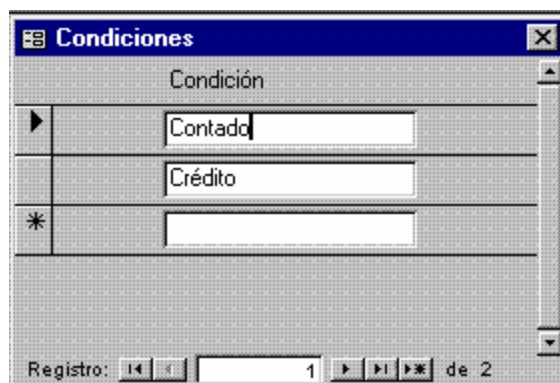 Condiciones
Condición
Contado
Crédito
Registro: 1 de 2